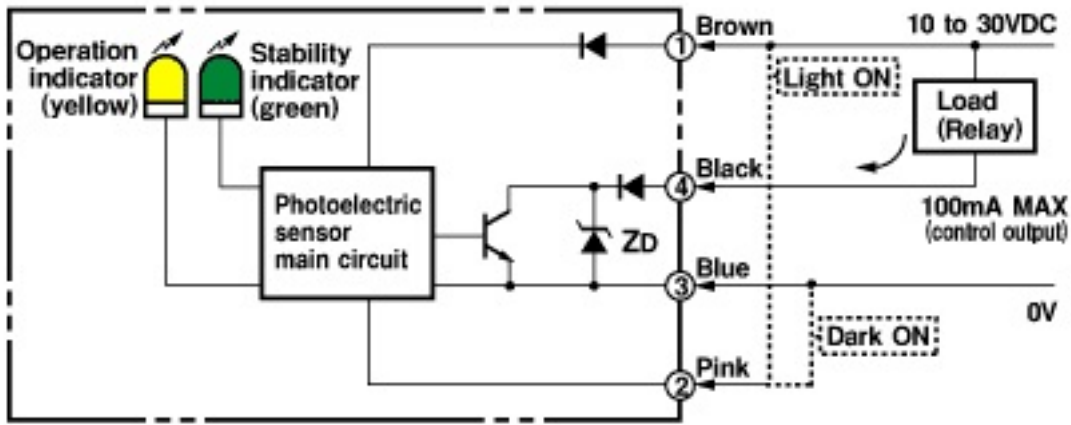 Operation
indicator
(yellow)
Stability
indicator
(green)
Photoelectric
sensor
main circuit
ZD
1
Brown
10 to 30VDC
Light ON
Load
(Relay)
4
Black
100mA MAX
(control output)
3
Blue
0V
Dark ON
2
Pink